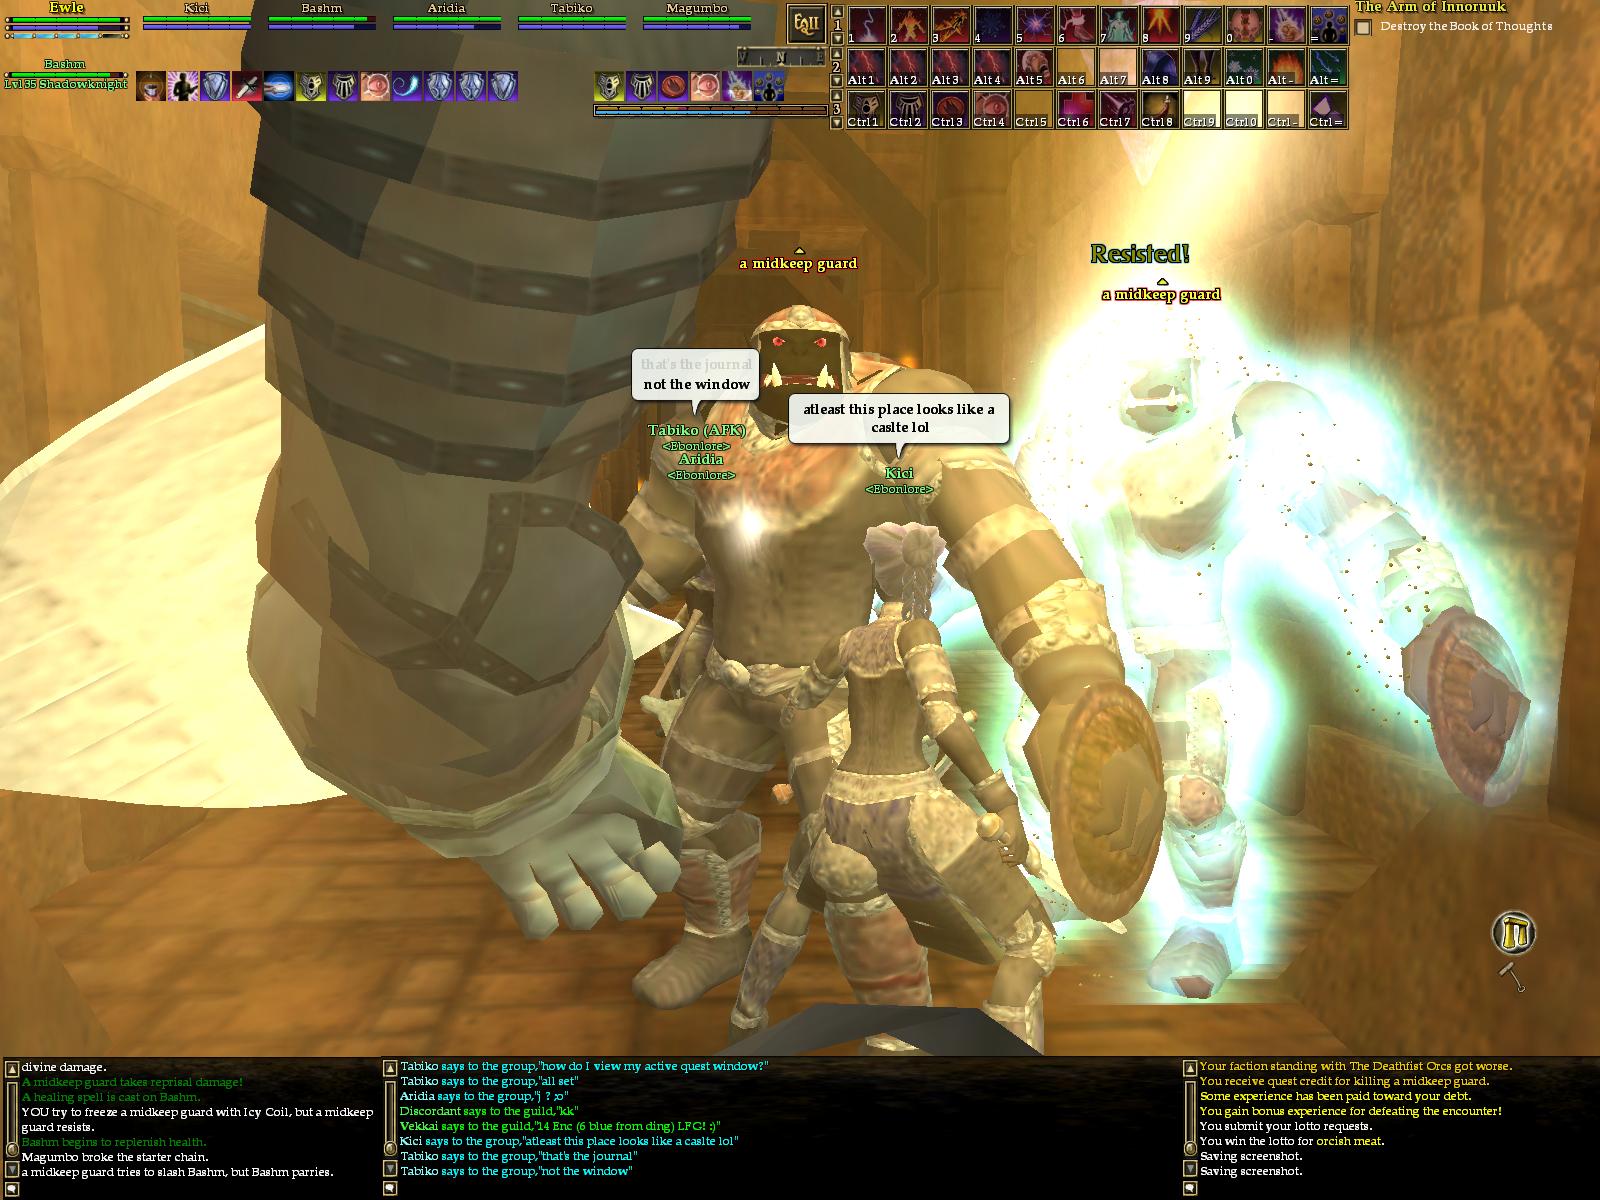 Ewle
Kici
Bashm
Aridia
Tabiko
Magumbo
EQII
1
1
2
3
4
5
6
7
8
9
0
-
=
The Arm of Innoruuk
Destroy the Book of Thoughts
W
N
E
2
Alt1
Alt2
Alt3
Alt4
Alt5
Alt6
Alt7
Alt8
Alt9
Alt0
Alt-
Alt=
Bashm
Lvl 35 Shadowknight
3
Ctrl1
Ctrl2
Ctrl3
Ctrl4
Ctrl5
Ctrl6
Ctrl7
Ctrl8
Ctrl9
Ctrl0
Ctrl-
Ctrl=
a midkeep guard
Resisted!
a midkeep guard
that's the journal
not the window
atleast this place looks like a
caslte lol
Tabiko (AFK)
<Ebonlore>
Aridia
<Ebonlore>
Kici
<Ebonlore>
divine damage.
A midkeep guard takes reprisal damage!
A healing spell is cast on Bashm.
YOU try to freeze a midkeep guard with Icy Coil, but a midkeep
guard resists.
Bashm begins to replenish health.
Magumbo broke the starter chain.
a midkeep guard tries to slash Bashm, but Bashm parries.
Tabiko says to the group,"how do I view my active quest window?"
Tabiko says to the group,"all set"
Aridia says to the group,"j ? ;o"
Discordant says to the guild,"kk"
Vekkai says to the guild,"14 Enc (6 blue from ding) LFG! :)"
Kici says to the group,"atleast this place looks like a caslte lol"
Tabiko says to the group,"that's the journal"
Tabiko says to the group,"not the window"
Your faction standing with The Deathfist Orcs got worse.
You receive quest credit for killing a midkeep guard.
Some experience has been paid toward your debt.
You gain bonus experience for defeating the encounter!
You submit your lotto requests.
You win the lotto for orcish meat.
Saving screenshot.
Saving screenshot.